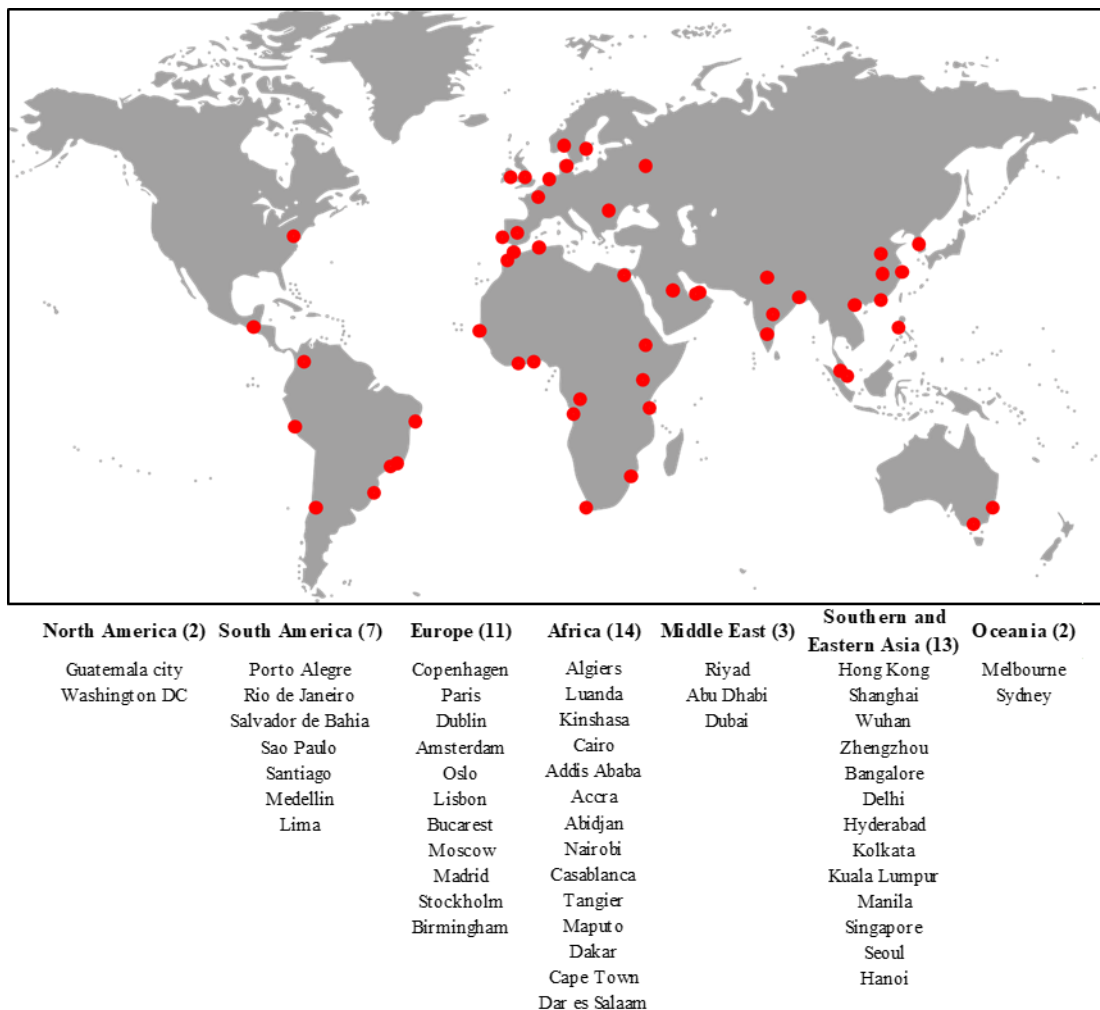 North America (2)
Guatemala city
Washington DC
South America (7)
Porto Alegre
Rio de Janeiro
Salvador de Bahia
Sao Paulo
Santiago
Medellin
Lima
Europe (11)
Copenhagen
Paris
Dublin
Amsterdam
Oslo
Lisbon
Bucarest
Moscow
Madrid
Stockholm
Birmingham
Africa (14)
Algiers
Luanda
Kinshasa
Cairo
Addis Ababa
Accra
Abidjan
Nairobi
Casablanca
Tangier
Maputo
Dakar
Cape Town
Dar es Salaam
Middle East (3)
Riyad
Abu Dhabi
Dubai
Southern and
Eastern Asia (13)
Hong Kong
Shanghai
Wuhan
Zhengzhou
Bangalore
Delhi
Hyderabad
Kolkata
Kuala Lumpur
Manila
Singapore
Seoul
Hanoi
Oceania (2)
Melbourne
Sydney